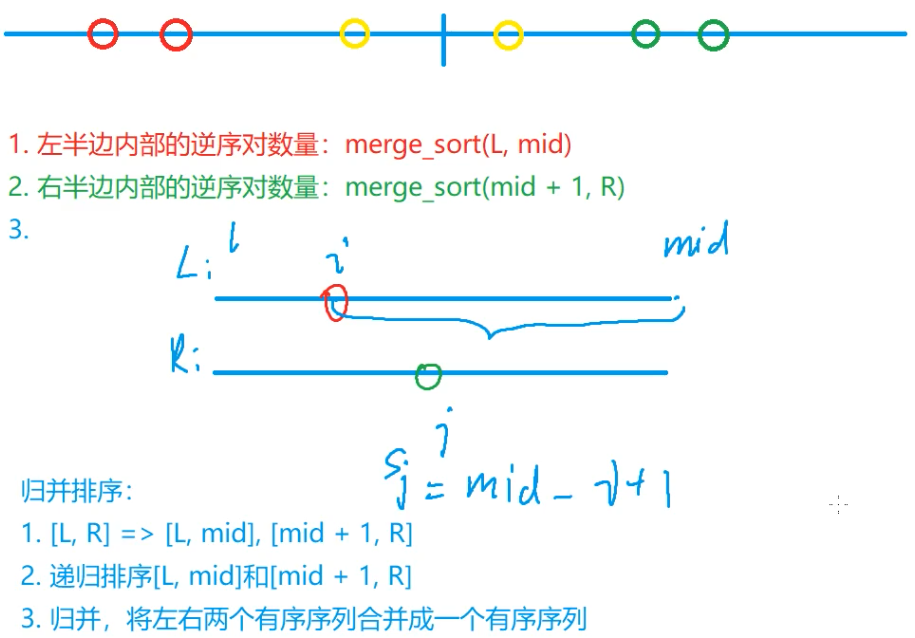 1. 左半边内部的逆序对数量：merge_sort(L, mid)
2. 右半边内部的逆序对数量：merge_sort(mid + 1, R)
3.
l
i
mid
Li
Ri
j
Sj = mid - i + 1
归并排序：
1. [L, R] => [L, mid], [mid + 1, R]
2. 递归排序[L, mid]和[mid + 1, R]
3. 归并，将左右两个有序序列合并成一个有序序列